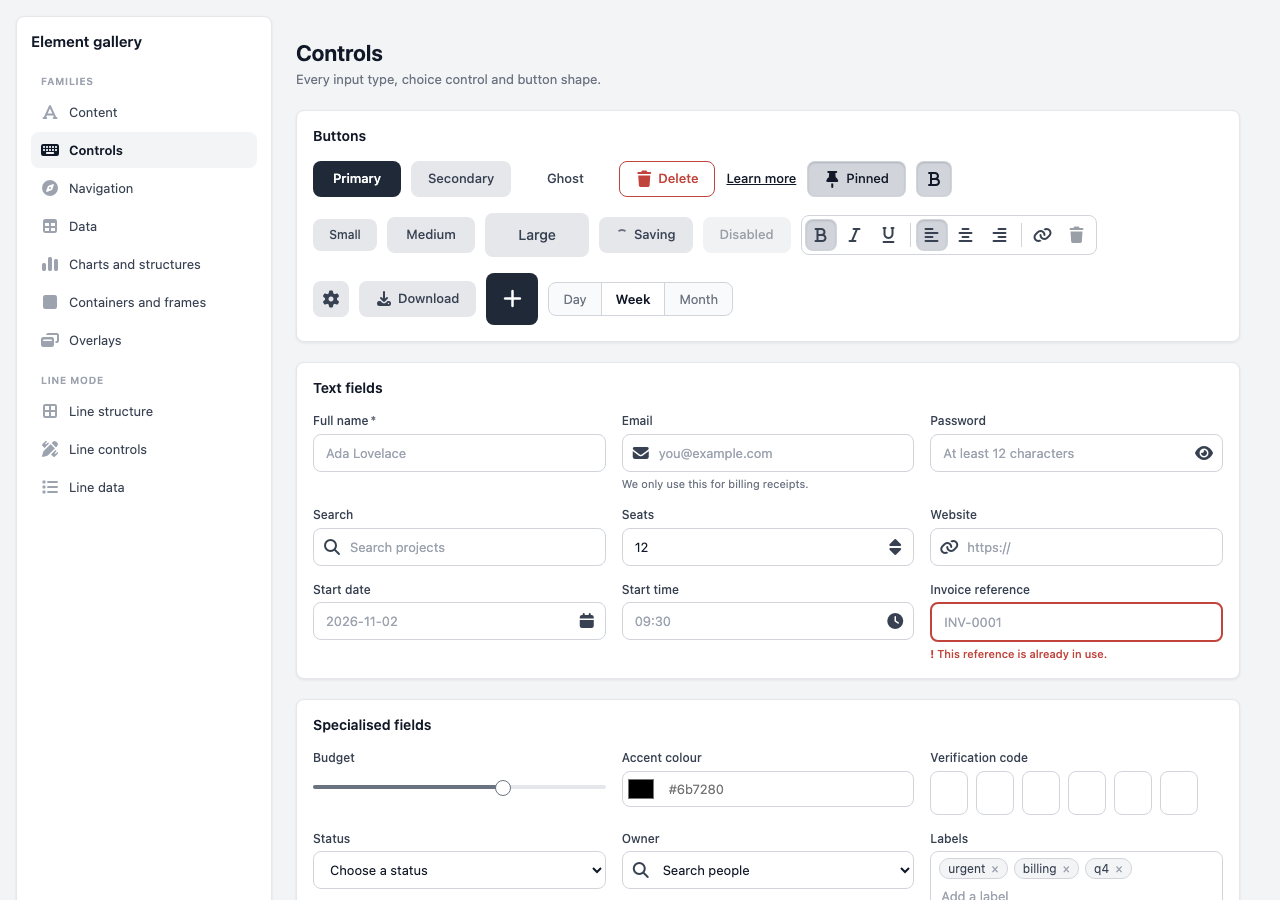 Element gallery
FAMILIES
Content
Controls
Navigation
Data
Charts and structures
Containers and frames
Overlays
LINE MODE
Line structure
Line controls
Line data
Controls
Every input type, choice control and button shape.
Buttons
Primary Secondary Ghost Delete Learn more Pinned B
Small Medium Large Saving Disabled B I U
Download + Day Week Month
Text fields
Full name * Email Password
Ada Lovelace you@example.com At least 12 characters
We only use this for billing receipts.
Search Seats Website
Search projects 12 https://
Start date Start time Invoice reference
2026-11-02 09:30 INV-0001
! This reference is already in use.
Specialised fields
Budget Accent colour Verification code
#6b7280
Status Owner Labels
Choose a status Search people urgent × billing × q4 ×
Add a label